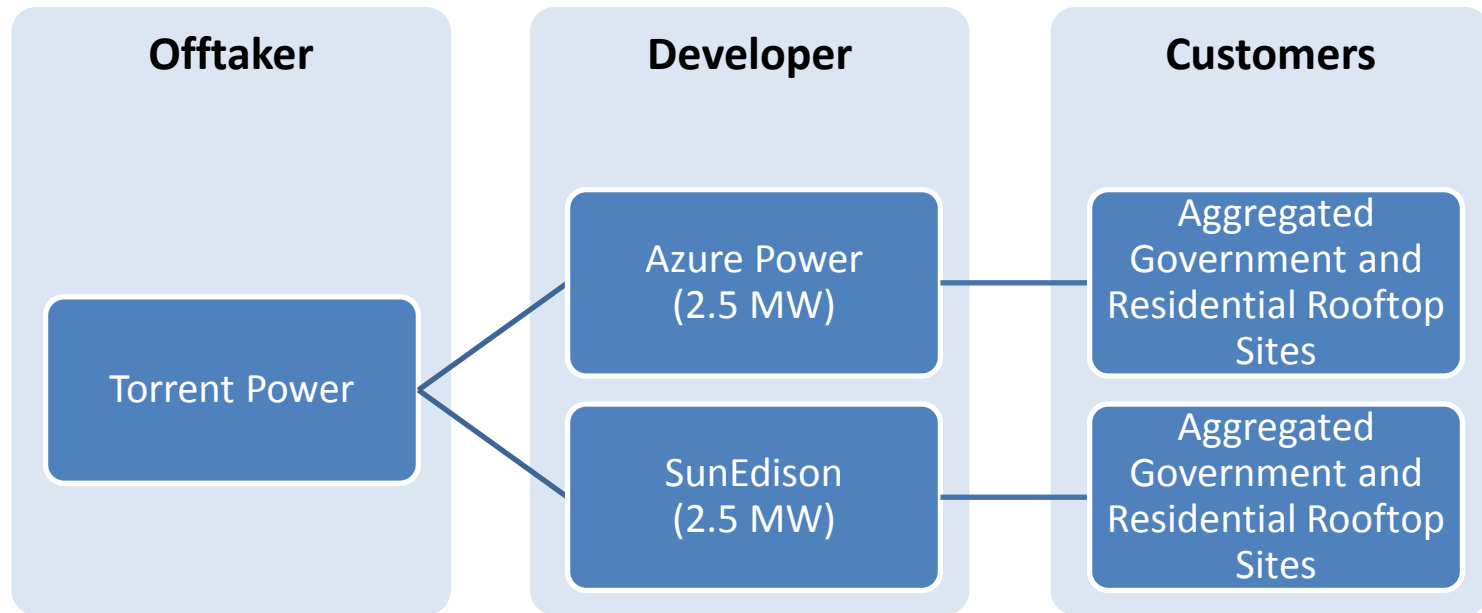 Offtaker
Developer
Customers
Torrent Power
Azure Power
(2.5 MW)
SunEdison
(2.5 MW)
Aggregated
Government and
Residential Rooftop
Sites
Aggregated
Government and
Residential Rooftop
Sites